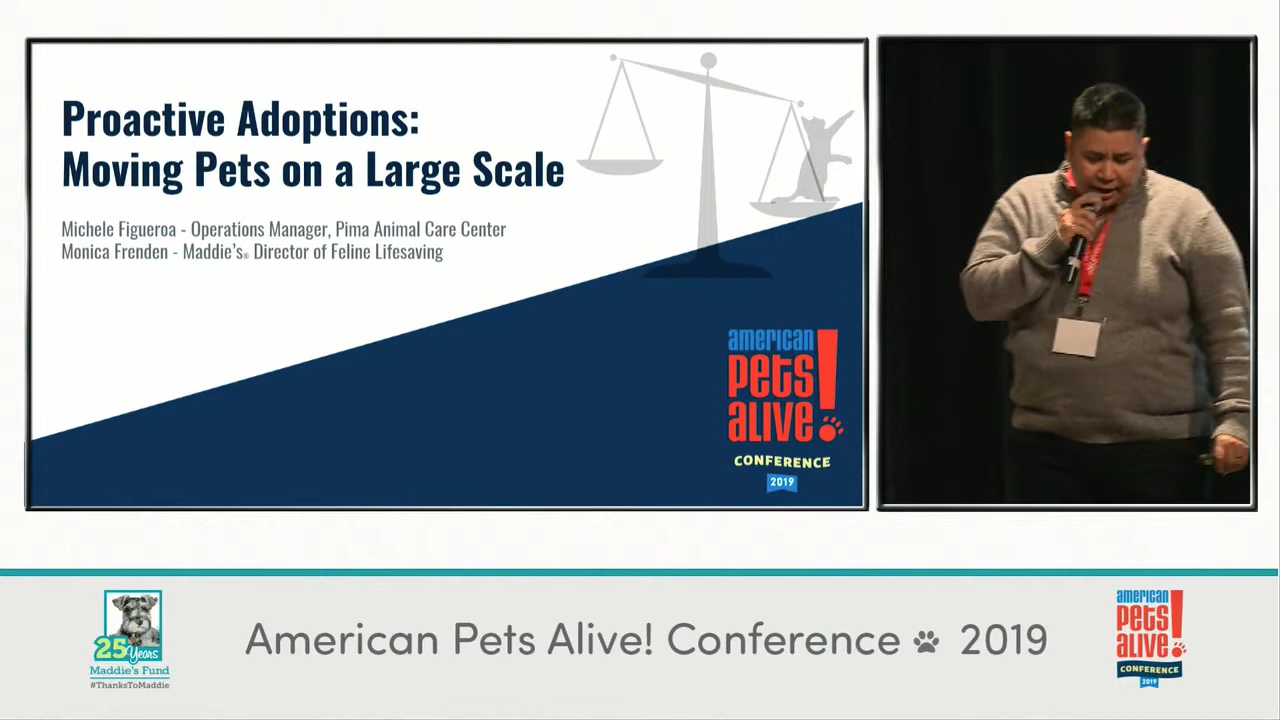 Proactive Adoptions:
Moving Pets on a Large Scale
Michele Figueroa - Operations Manager, Pima Animal Care Center
Monica Frenden - Maddie's® Director of Feline Lifesaving
american
PETS
ALIVE!
CONFERENCE
2019
25 Years
Maddie's Fund
#ThanksToMaddie
American Pets Alive! Conference 2019
american
PETS
ALIVE!
CONFERENCE
2019